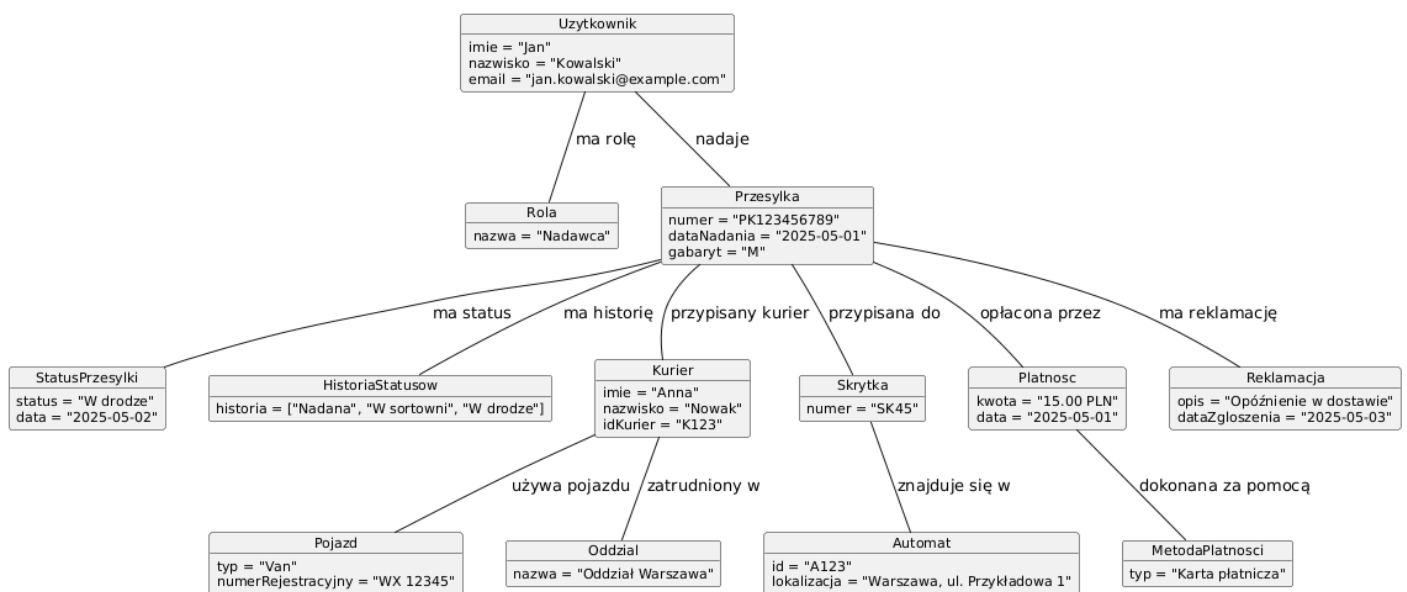 Uzytkownik
imie = "Jan"
nazwisko = "Kowalski"
email = "jan.kowalski@example.com"
ma rolę
nadaje
Rola
nazwa = "Nadawca"
Przesylka
numer = "PK123456789"
dataNadania = "2025-05-01"
gabaryt = "M"
ma status
ma historię
przypisany kurier
przypisana do
opłacona przez
ma reklamację
StatusPrzesylki
status = "W drodze"
data = "2025-05-02"
HistoriaStatusow
historia = ["Nadana", "W sortowni", "W drodze"]
Kurier
imie = "Anna"
nazwisko = "Nowak"
idKurier = "K123"
Skrytka
numer = "SK45"
Platnosc
kwota = "15.00 PLN"
data = "2025-05-01"
Reklamacja
opis = "Opóźnienie w dostawie"
dataZgloszenia = "2025-05-03"
używa pojazdu
zatrudniony w
znajduje się w
dokonana za pomocą
Pojazd
typ = "Van"
numerRejestracyjny = "WX 12345"
Oddzial
nazwa = "Oddział Warszawa"
Automat
id = "A123"
lokalizacja = "Warszawa, ul. Przykładowa 1"
MetodaPlatnosci
typ = "Karta płatnicza"